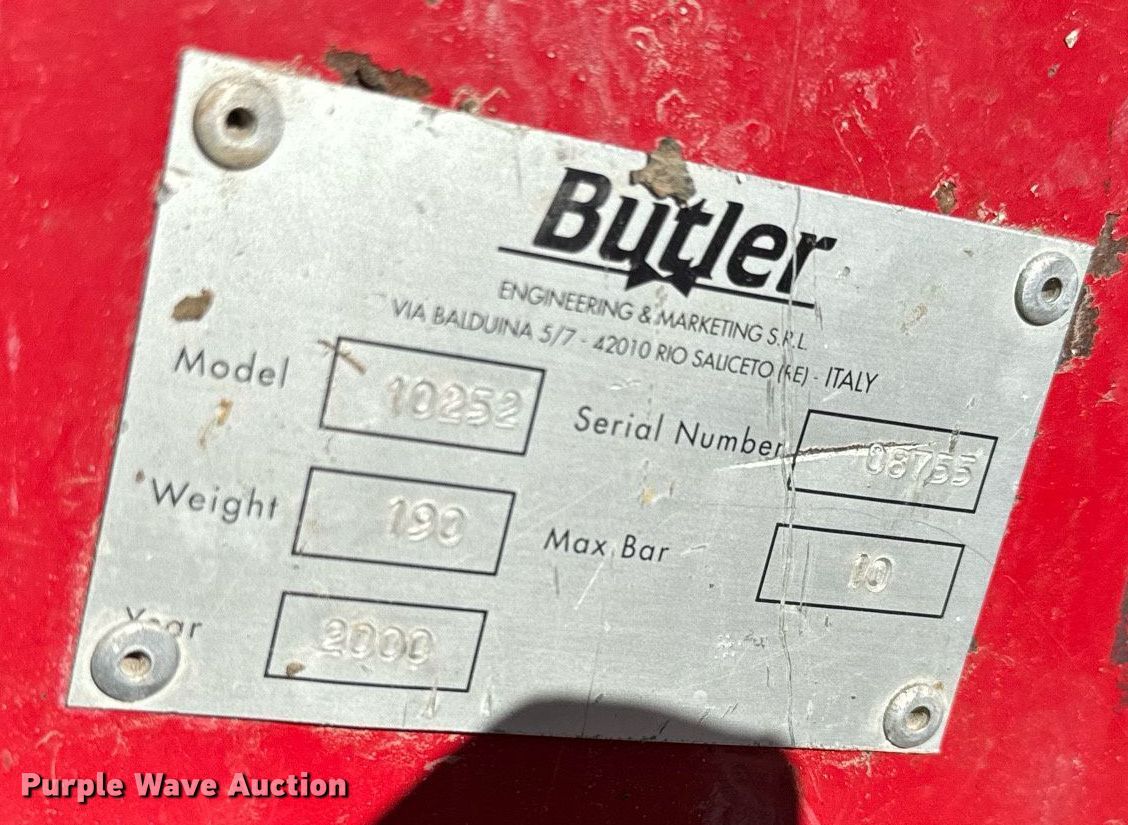 Butler
ENGINEERING & MARKETING S.R.L
VIA BALDUINA 5/7 - 42010 RIO SALICETO (RE) - ITALY
Model 10252
Serial Number 08755
Weight 190
Max Bar 10
Year 2000
Purple Wave Auction